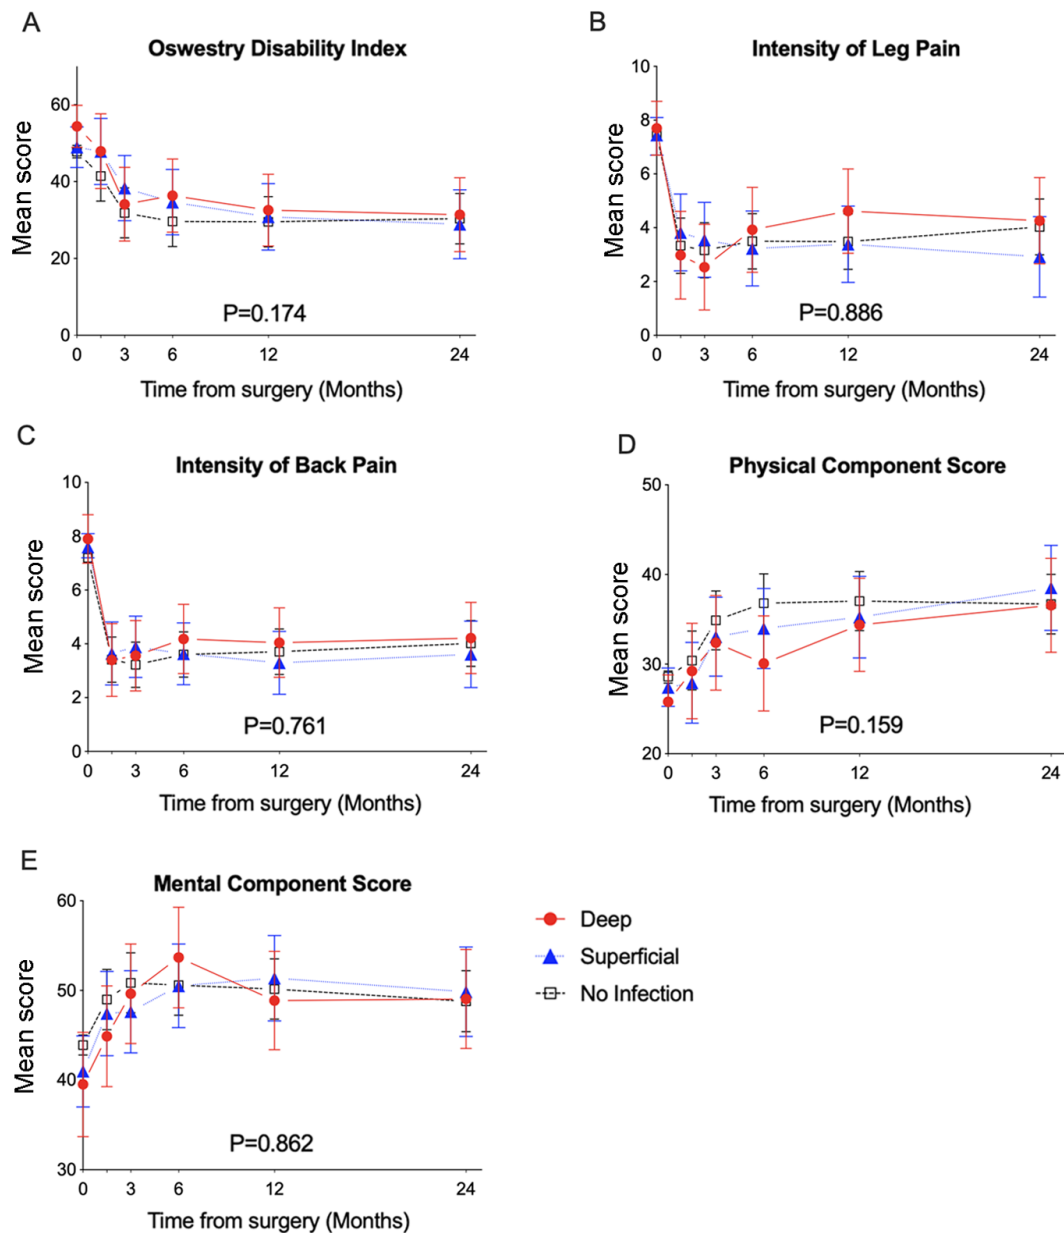 A
Oswestry Disability Index
Mean score
60
40
20
0
P=0.174
0 3 6 12 24
Time from surgery (Months)
B
Intensity of Leg Pain
Mean score
10
8
6
4
2
0
P=0.886
0 3 6 12 24
Time from surgery (Months)
C
Intensity of Back Pain
Mean score
10
8
6
4
2
0
P=0.761
0 3 6 12 24
Time from surgery (Months)
D
Physical Component Score
Mean score
50
40
30
20
P=0.159
0 3 6 12 24
Time from surgery (Months)
E
Mental Component Score
Mean score
60
50
40
30
P=0.862
0 3 6 12 24
Time from surgery (Months)
Deep
Superficial
No Infection